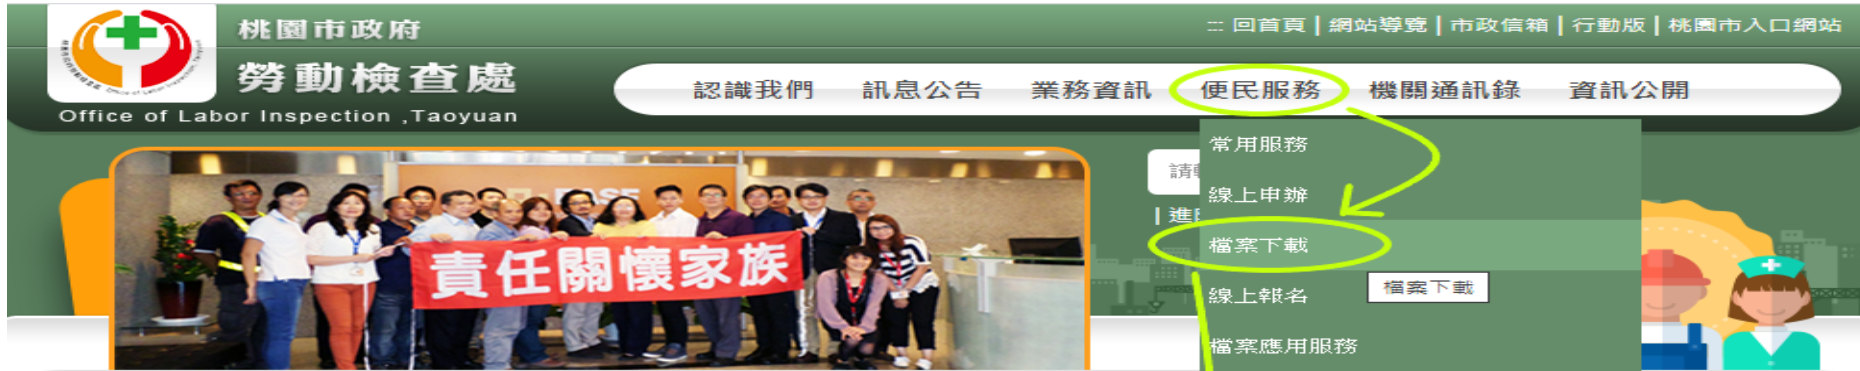 桃園市政府
勞動檢查處
Office of Labor Inspection ,Taoyuan
::: 回首頁 | 網站導覽 | 市政信箱 | 行動版 | 桃園市入口網站
認識我們 訊息公告 業務資訊 便民服務 機關通訊錄 資訊公開
常用服務
請
線上申辦
| 進
檔案下載
線上報名
檔案下載
檔案應用服務
責任關懷家族